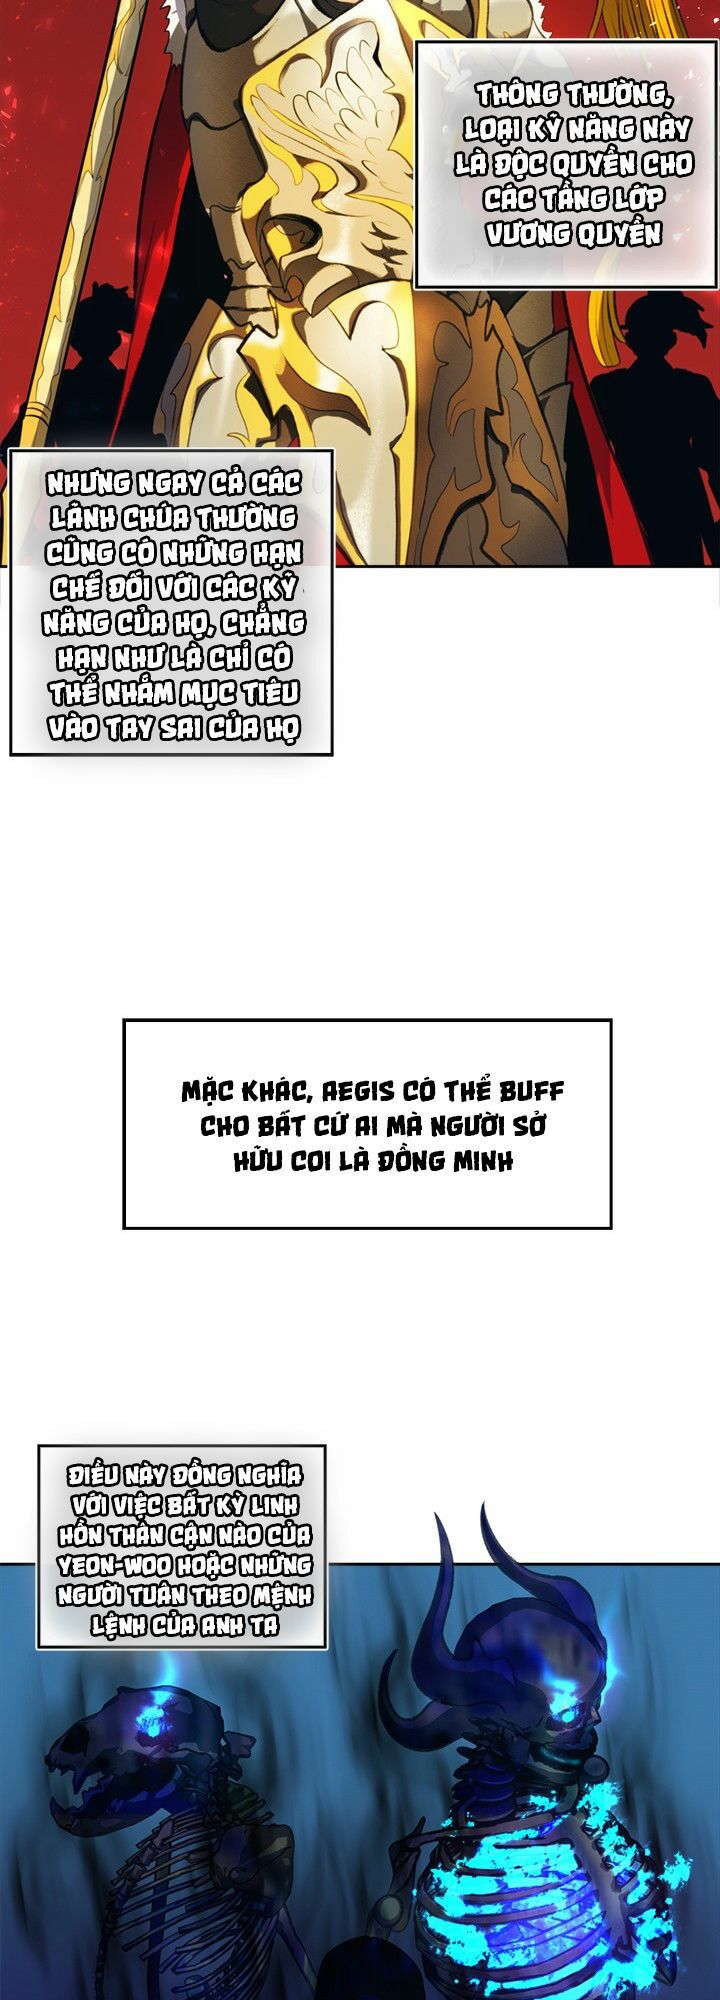 THÔNG THƯỜNG,
LOẠI KỸ NĂNG NÀY
LÀ ĐỘC QUYỀN CHO
CÁC TẦNG LỚP
VƯƠNG QUYỀN
NHƯNG NGAY CẢ CÁC
LÃNH CHÚA THƯỜNG
CŨNG CÓ NHỮNG HẠN
CHẾ ĐỐI VỚI CÁC KỸ
NĂNG CỦA HỌ, CHẲNG
HẠN NHƯ LÀ CHỈ CÓ
THỂ NHẮM MỤC TIÊU
VÀO TAY SAI CỦA HỌ
MẶC KHÁC, AEGIS CÓ THỂ BUFF
CHO BẤT CỨ AI MÀ NGƯỜI SỞ
HỮU COI LÀ ĐỒNG MINH
ĐIỀU NÀY ĐỒNG NGHĨA
VỚI VIỆC BẤT KỲ LINH
HỒN THÂN CẬN NÀO CỦA
YEON-WOO HOẶC NHỮNG
NGƯỜI TUÂN THEO MỆNH
LỆNH CỦA ANH TA